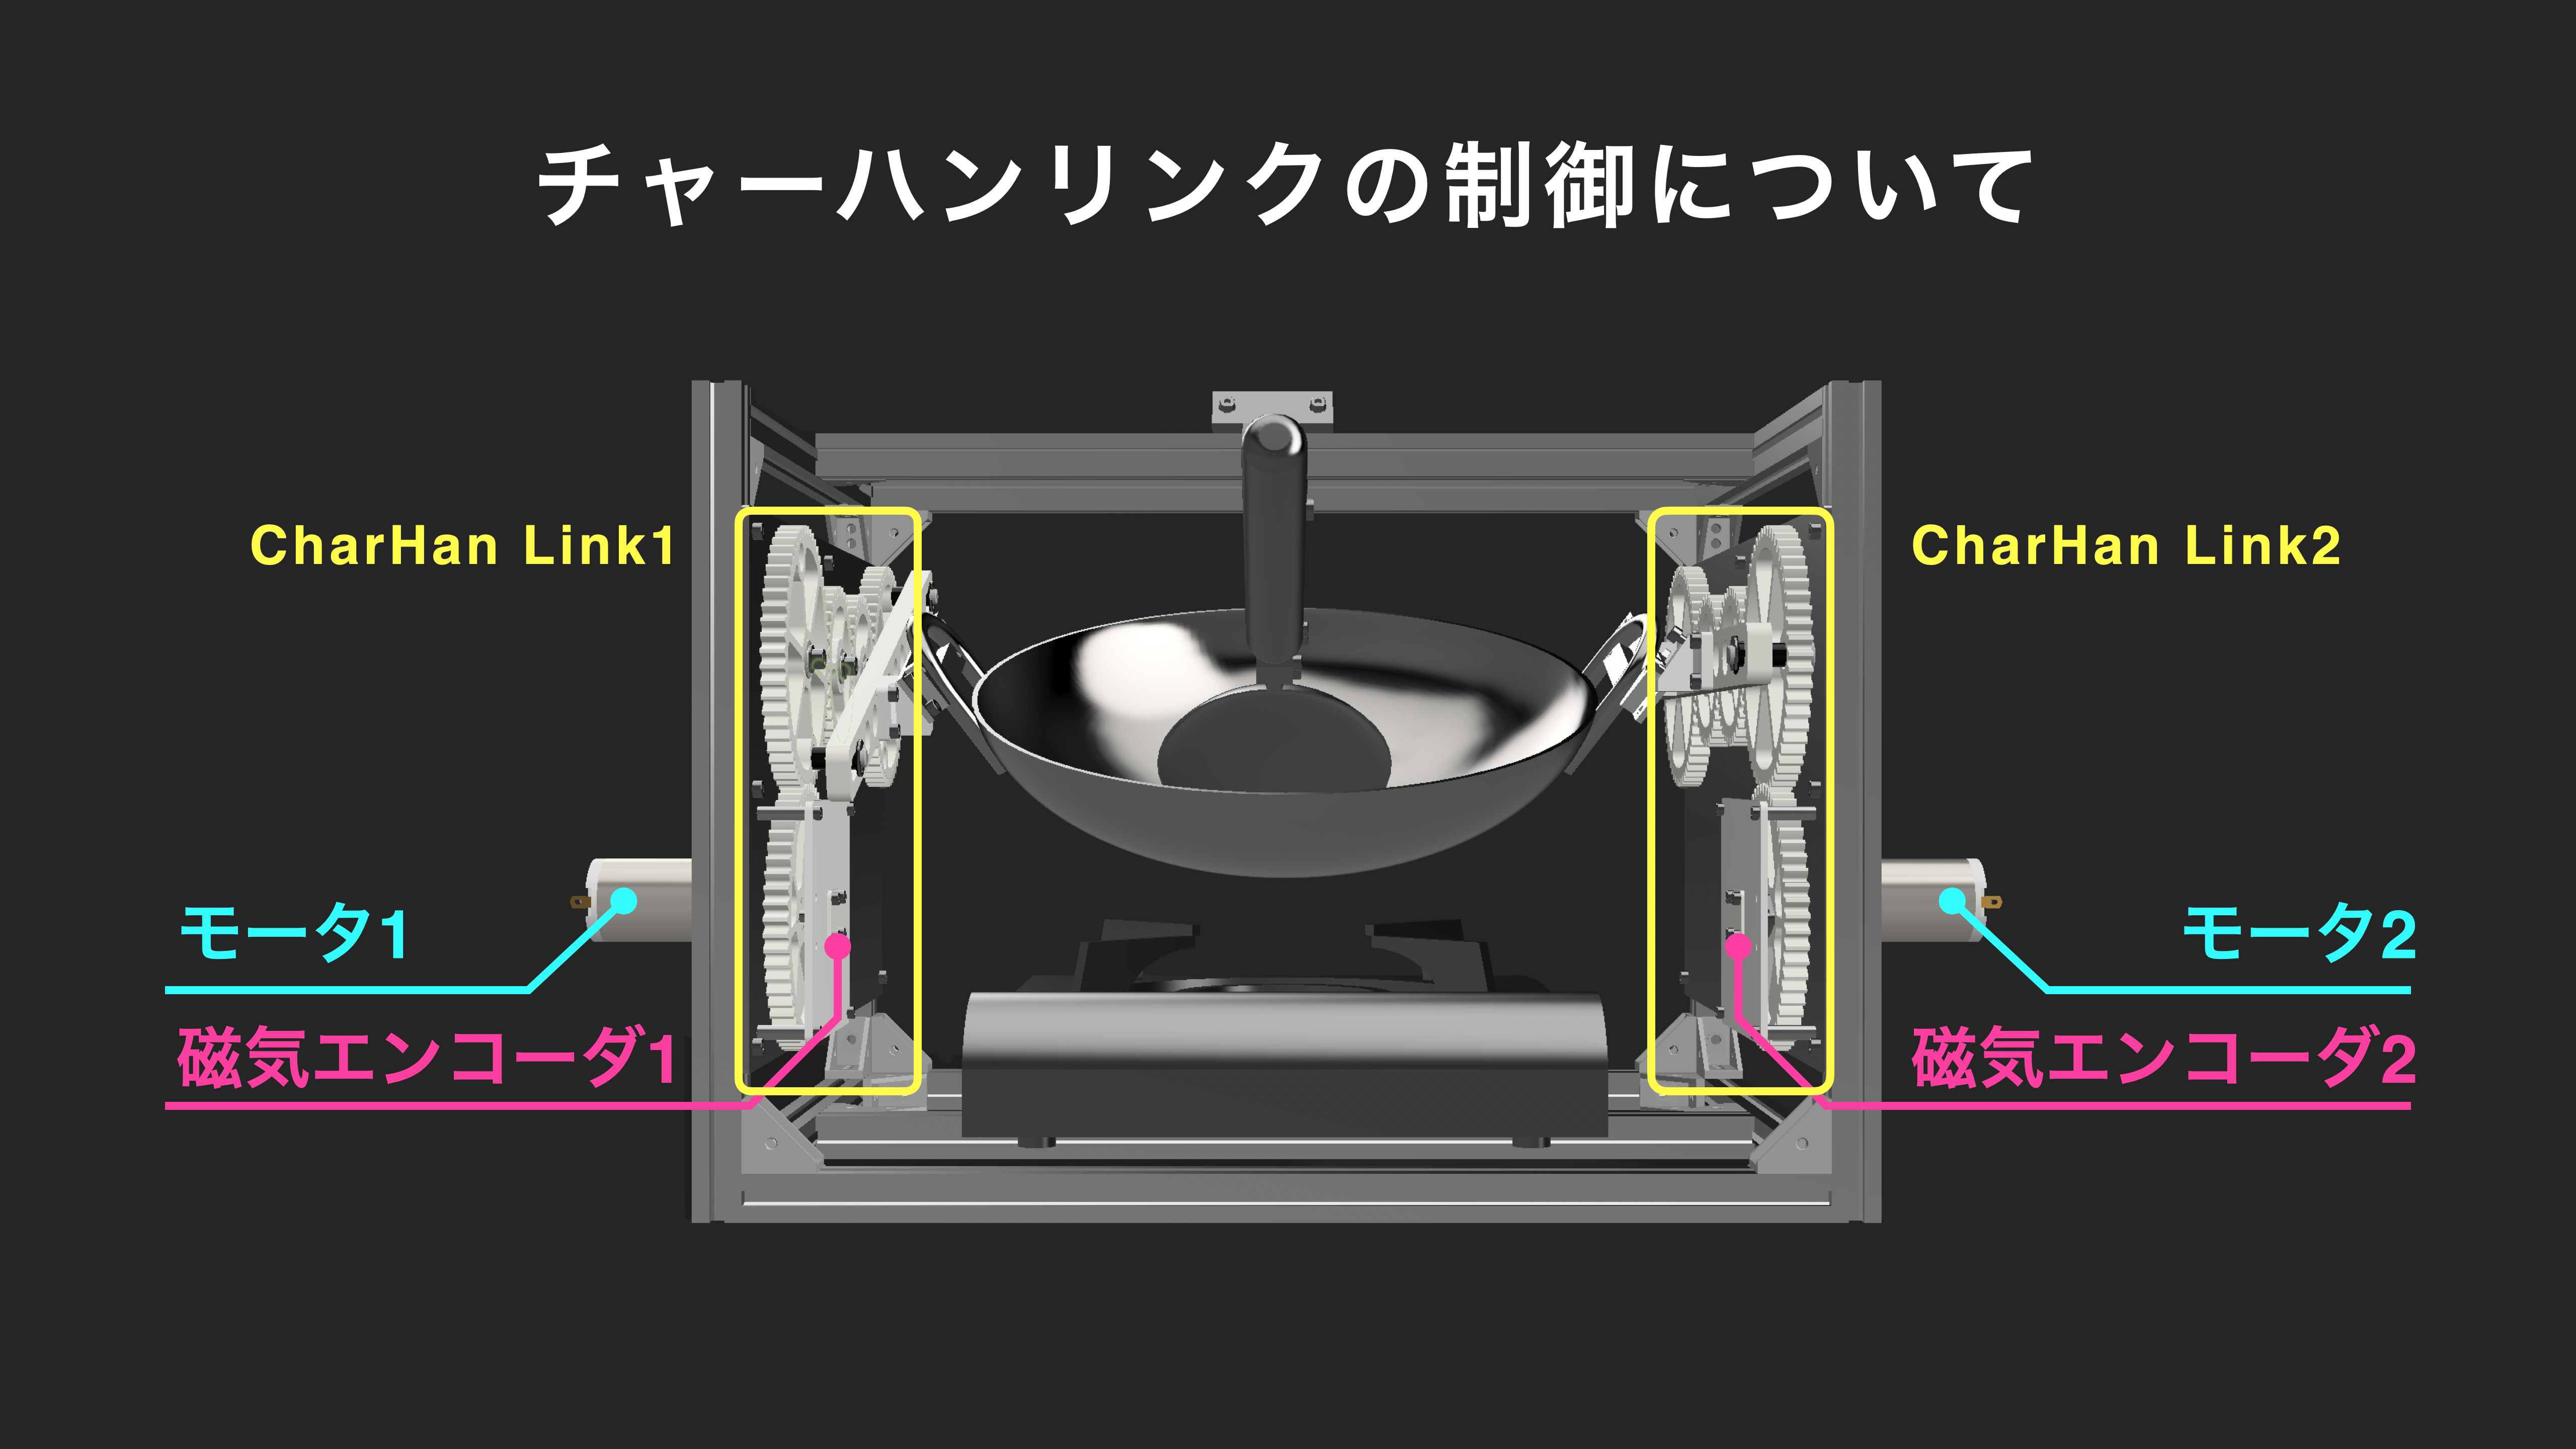 チャーハンリンクの制御について
CharHan Link1
CharHan Link2
モータ1
モータ2
磁気エンコーダ1
磁気エンコーダ2